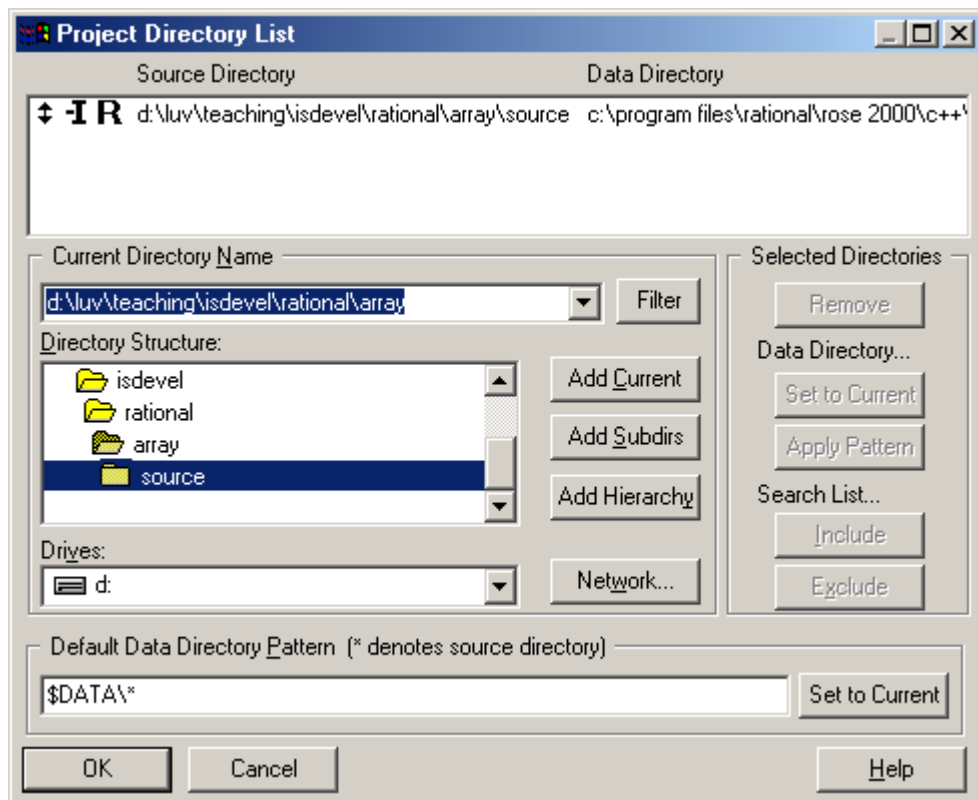 Project Directory List
Source Directory Data Directory
-I R d:\luv\teaching\isdevel\rational\array\source c:\program files\rational\rose 2000\c++\
Current Directory Name
d:\luv\teaching\isdevel\rational\array
Filter
Directory Structure:
isdevel
rational
array
source
Add Current
Add Subdirs
Add Hierarchy
Drives:
d:
Network...
Selected Directories
Remove
Data Directory...
Set to Current
Apply Pattern
Search List...
Include
Exclude
Default Data Directory Pattern (* denotes source directory)
$DATA\*
Set to Current
OK
Cancel
Help